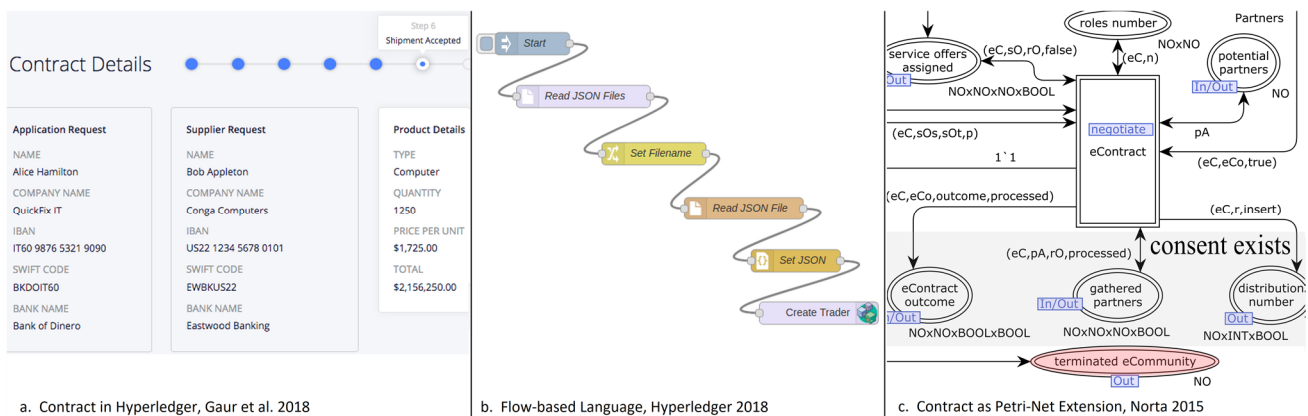 Step 6
Shipment Accepted
Contract Details
Application Request
NAME
Alice Hamilton
COMPANY NAME
QuickFix IT
IBAN
IT60 9876 5321 9090
SWIFT CODE
BKDOIT60
BANK NAME
Bank of Dinero
Supplier Request
NAME
Bob Appleton
COMPANY NAME
Conga Computers
IBAN
US22 1234 5678 0101
SWIFT CODE
EWBKUS22
BANK NAME
Eastwood Banking
Product Details
TYPE
Computer
QUANTITY
1250
PRICE PER UNIT
$1,725.00
TOTAL
$2,156,250.00
a. Contract in Hyperledger, Gaur et al. 2018
Start
Read JSON Files
Set Filename
Read JSON File
Set JSON
Create Trader
b. Flow-based Language, Hyperledger 2018
roles number
NOxNO
Partners
service offers
assigned
Out
(eC,sO,rO,false)
NOxNOxNOxBOOL
(eC,n)
potential
partners
In/Out
NO
(eC,sOs,sOt,p)
negotiate
eContract
pA
1`1
(eC,eCo,true)
(eC,eCo,outcome,processed)
(eC,r,insert)
(eC,pA,rO,processed)
consent exists
eContract
outcome
In/Out
NOxNOxBOOLxBOOL
gathered
partners
In/Out
NOxNOxNOxBOOL
distribution
number
Out
NOxINTxBOOL
terminated eCommunity
Out
NO
c. Contract as Petri-Net Extension, Norta 2015